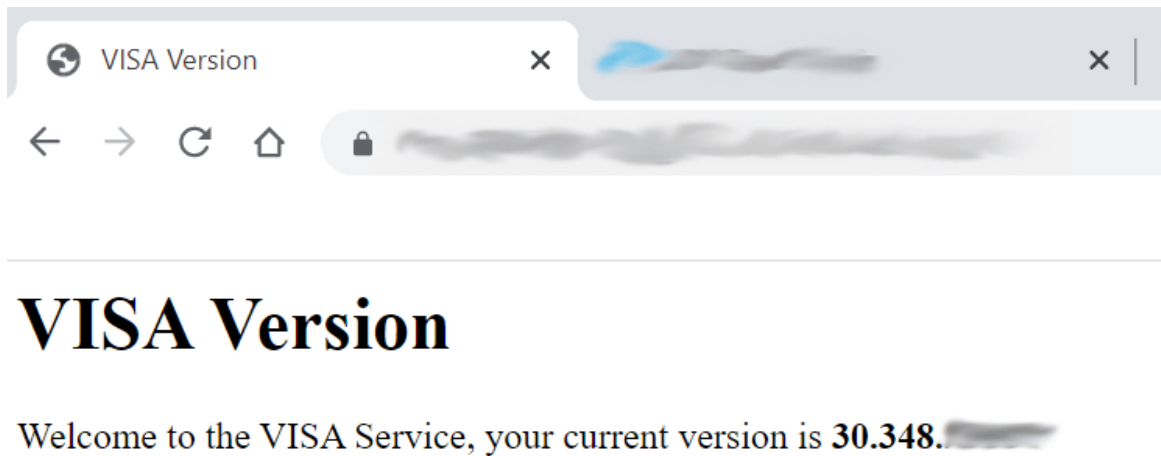 VISA Version
VISA Version
Welcome to the VISA Service, your current version is 30.348.